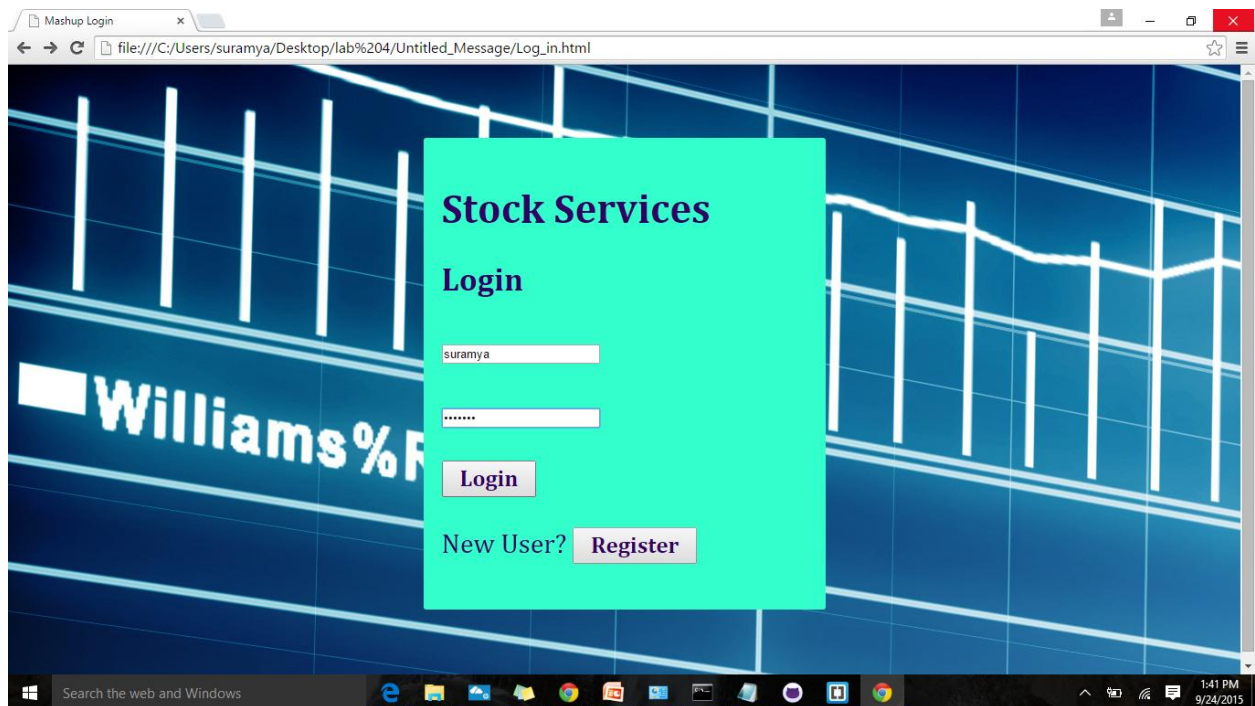 Mashup Login
file:///C:/Users/suramya/Desktop/lab%204/Untitled_Message/Log_in.html
Stock Services
Login
suramya
•••••••
Login
New User? Register
Williams%R
Search the web and Windows
1:41 PM
9/24/2015